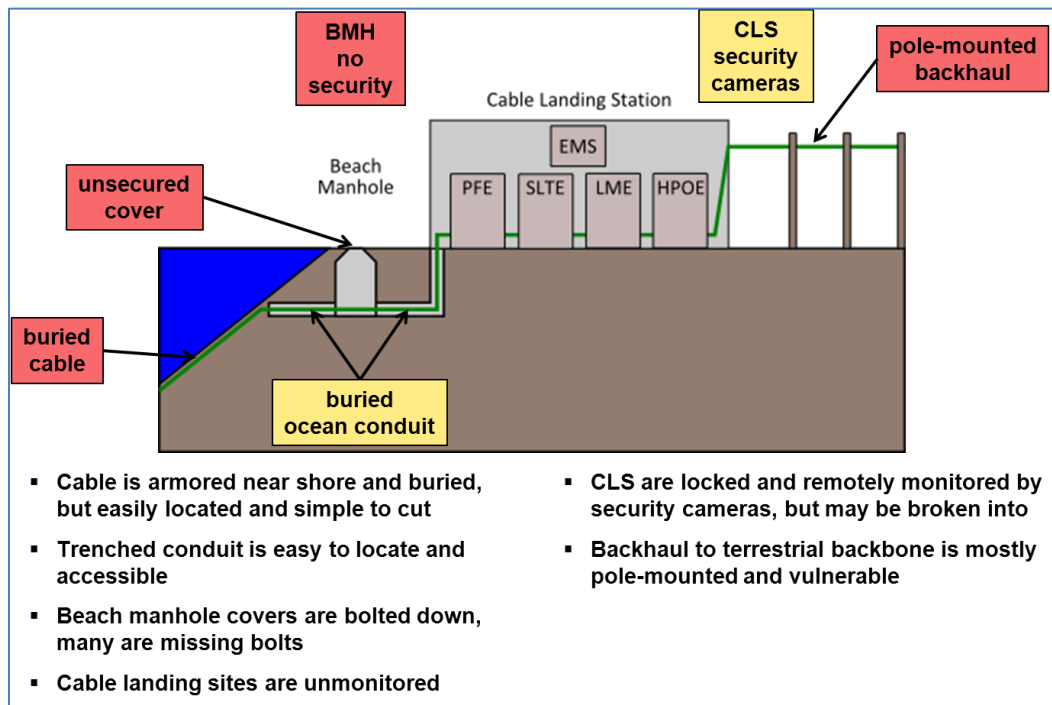 BMH
no
security
CLS
security
cameras
pole-mounted
backhaul
Cable Landing Station
EMS
Beach
Manhole
unsecured
cover
PFE
SLTE
LME
HPOE
buried
cable
buried
ocean conduit
▪ Cable is armored near shore and buried,
but easily located and simple to cut
▪ Trenched conduit is easy to locate and
accessible
▪ Beach manhole covers are bolted down,
many are missing bolts
▪ Cable landing sites are unmonitored
▪ CLS are locked and remotely monitored by
security cameras, but may be broken into
▪ Backhaul to terrestrial backbone is mostly
pole-mounted and vulnerable